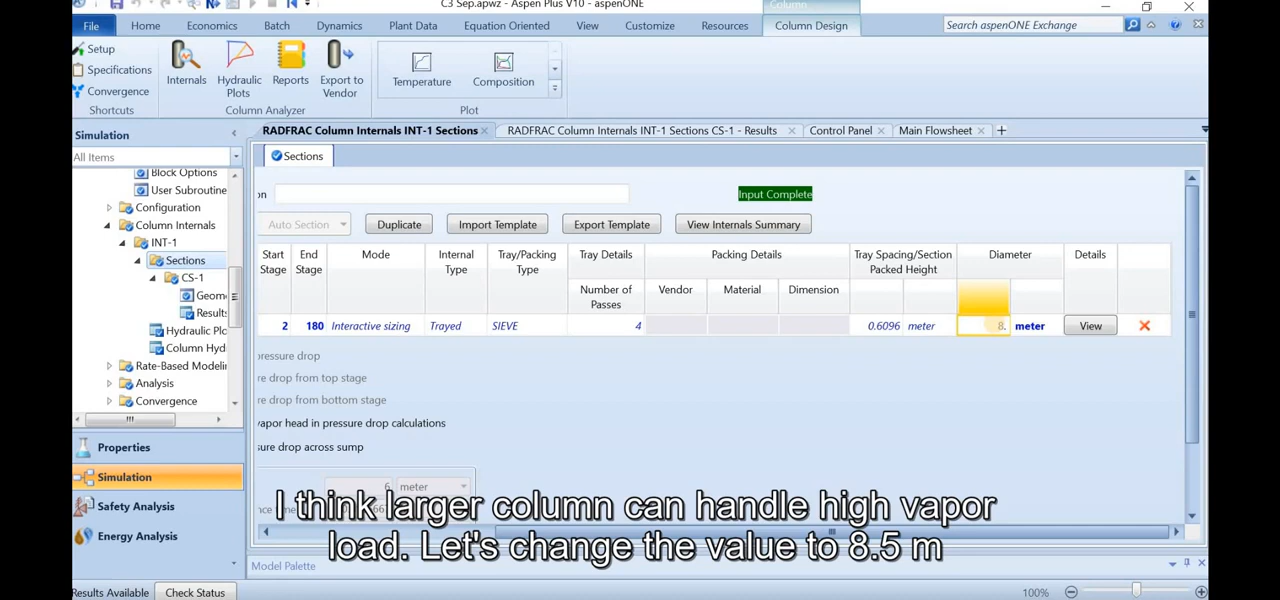 C3 Sep.apwz - Aspen Plus V10 - aspenONE
Column
File Home Economics Batch Dynamics Plant Data Equation Oriented View Customize Resources Column Design Search aspenONE Exchange
Setup
Specifications
Convergence
Shortcuts
Internals
Hydraulic Plots
Reports
Export to Vendor
Column Analyzer
Temperature
Composition
Plot
Simulation
All Items
RADFRAC Column Internals INT-1 Sections
RADFRAC Column Internals INT-1 Sections CS-1 - Results
Control Panel
Main Flowsheet
Block Options
User Subroutine
Configuration
Column Internals
INT-1
Sections
CS-1
Geom
Results
Hydraulic Plo
Column Hyd
Rate-Based Modelin
Analysis
Convergence
Properties
Simulation
Safety Analysis
Energy Analysis
Sections
on
Input Complete
Auto Section
Duplicate
Import Template
Export Template
View Internals Summary
Start Stage
End Stage
Mode
Internal Type
Tray/Packing Type
Tray Details
Number of Passes
Packing Details
Vendor
Material
Dimension
Tray Spacing/Section Packed Height
Diameter
Details
2 180 Interactive sizing Trayed SIEVE 4 0.6096 meter 8. meter View
pressure drop
re drop from top stage
re drop from bottom stage
vapor head in pressure drop calculations
sure drop across sump
6 meter
I think larger column can handle high vapor
load. Let's change the value to 8.5 m
Model Palette
Results Available Check Status
100%